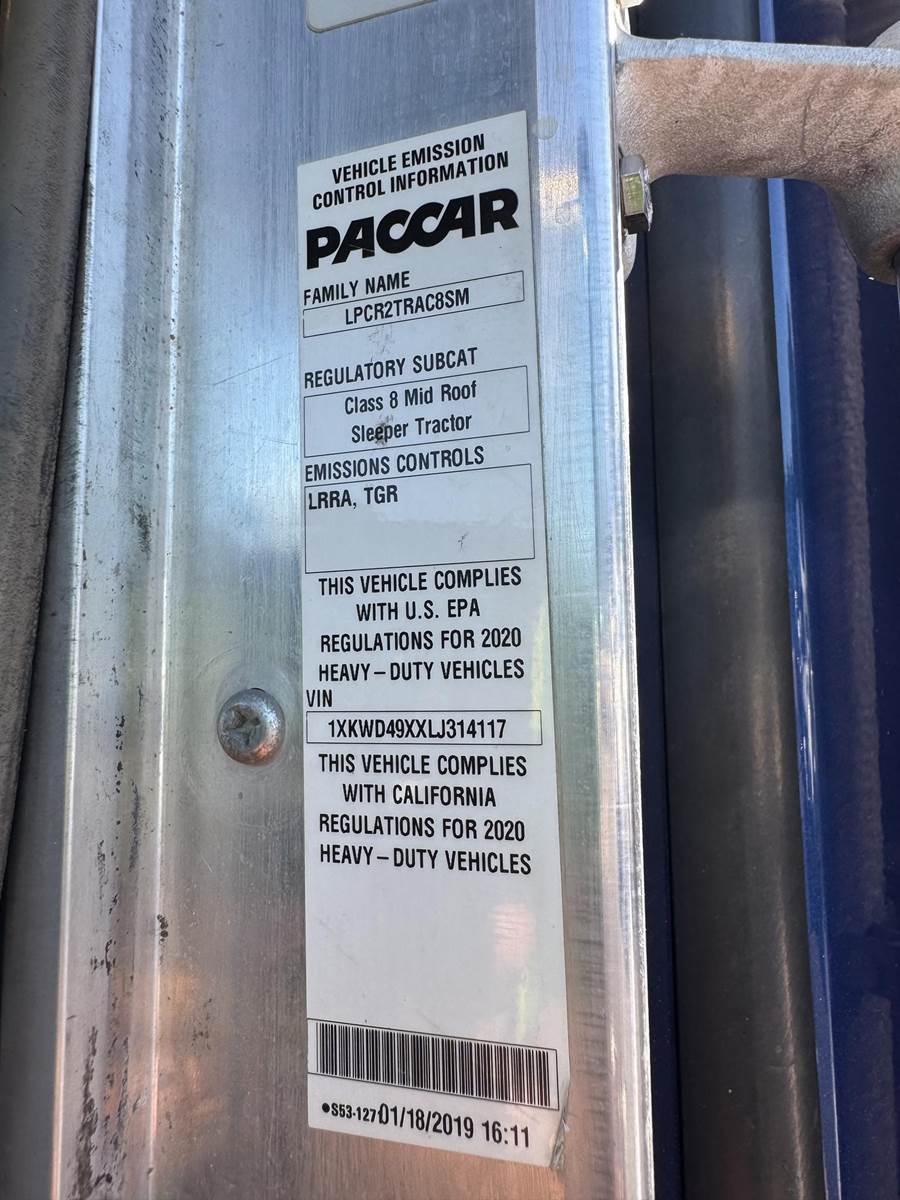 VEHICLE EMISSION
CONTROL INFORMATION
PACCAR
FAMILY NAME
LPCR2TRAC8SM
REGULATORY SUBCAT
Class 8 Mid Roof
Sleeper Tractor
EMISSIONS CONTROLS
LRRA, TGR
THIS VEHICLE COMPLIES
WITH U.S. EPA
REGULATIONS FOR 2020
HEAVY–DUTY VEHICLES
VIN
1XKWD49XXLJ314117
THIS VEHICLE COMPLIES
WITH CALIFORNIA
REGULATIONS FOR 2020
HEAVY–DUTY VEHICLES
•S53-127 01/18/2019 16:11